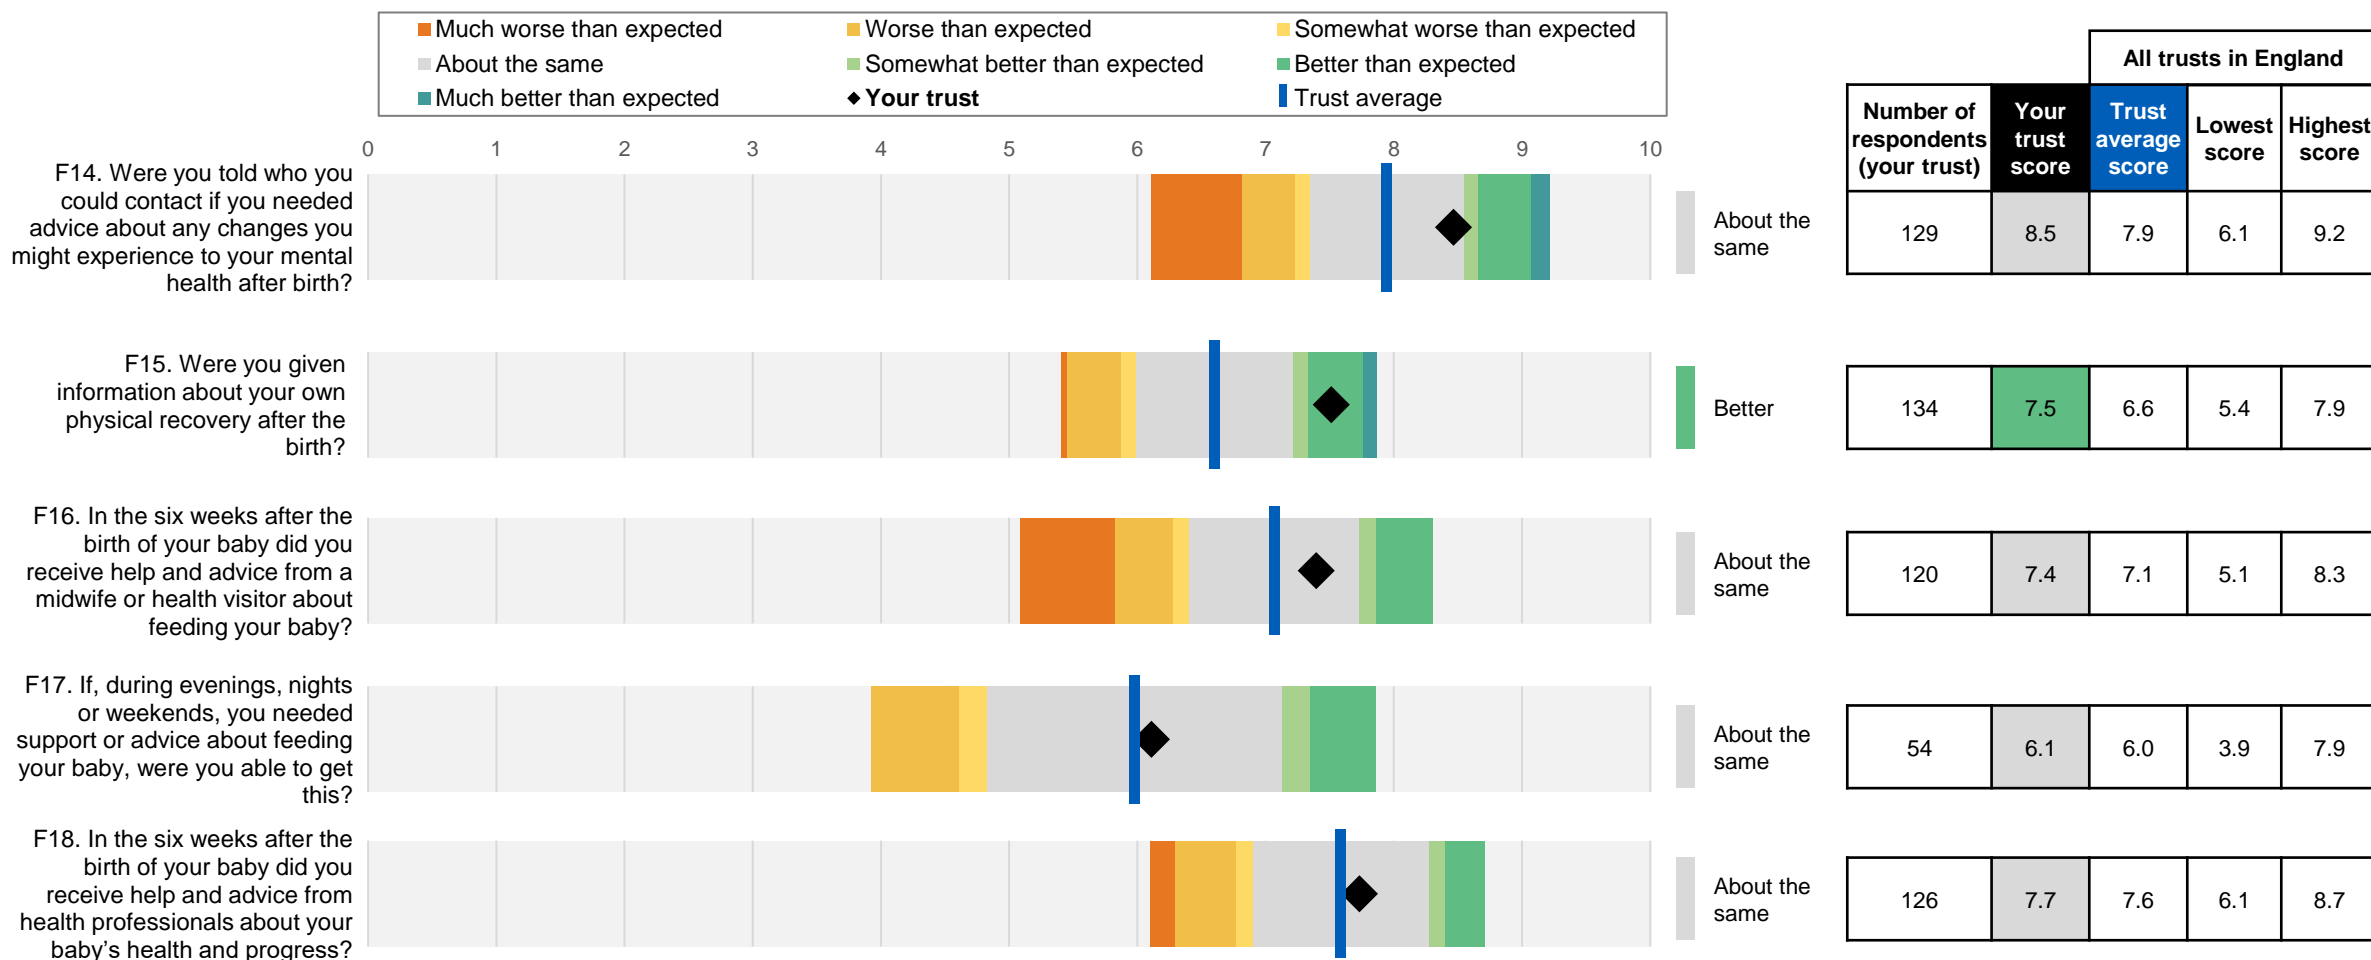 Much worse than expected
Worse than expected
Somewhat worse than expected
About the same
Somewhat better than expected
Better than expected
Much better than expected
Your trust
Trust average
All trusts in England
Number of
respondents
(your trust)
Your
trust
score
Trust
average
score
Lowest
score
Highest
score
0 1 2 3 4 5 6 7 8 9 10
F14. Were you told who you
could contact if you needed
advice about any changes you
might experience to your mental
health after birth?
About the
same
129 8.5 7.9 6.1 9.2
F15. Were you given
information about your own
physical recovery after the
birth?
Better
134 7.5 6.6 5.4 7.9
F16. In the six weeks after the
birth of your baby did you
receive help and advice from a
midwife or health visitor about
feeding your baby?
About the
same
120 7.4 7.1 5.1 8.3
F17. If, during evenings, nights
or weekends, you needed
support or advice about feeding
your baby, were you able to get
this?
About the
same
54 6.1 6.0 3.9 7.9
F18. In the six weeks after the
birth of your baby did you
receive help and advice from
health professionals about your
baby’s health and progress?
About the
same
126 7.7 7.6 6.1 8.7